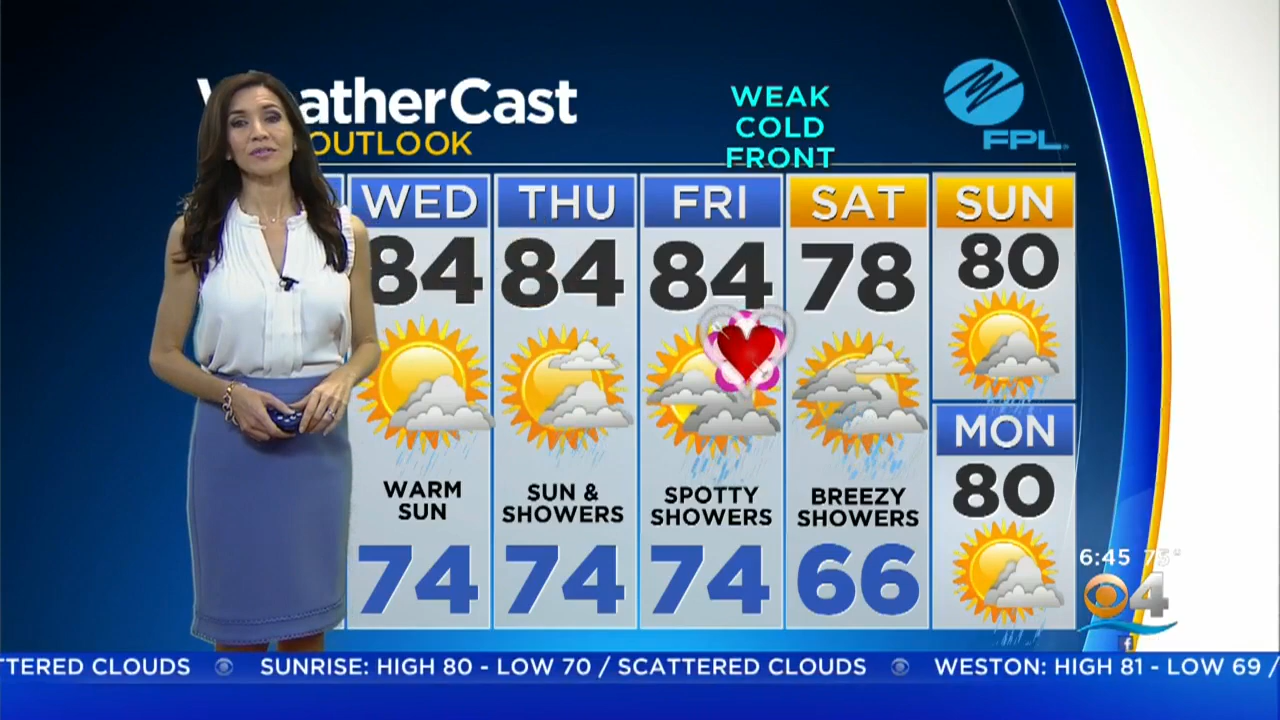 WeatherCast
OUTLOOK
WEAK
COLD
FRONT
FPL
WED
THU
FRI
SAT
SUN
84
84
84
78
80
MON
80
WARM
SUN
SUN &
SHOWERS
SPOTTY
SHOWERS
BREEZY
SHOWERS
74
74
74
66
6:45 75°
4
f
TTERED CLOUDS SUNRISE: HIGH 80 - LOW 70 / SCATTERED CLOUDS WESTON: HIGH 81 - LOW 69 /